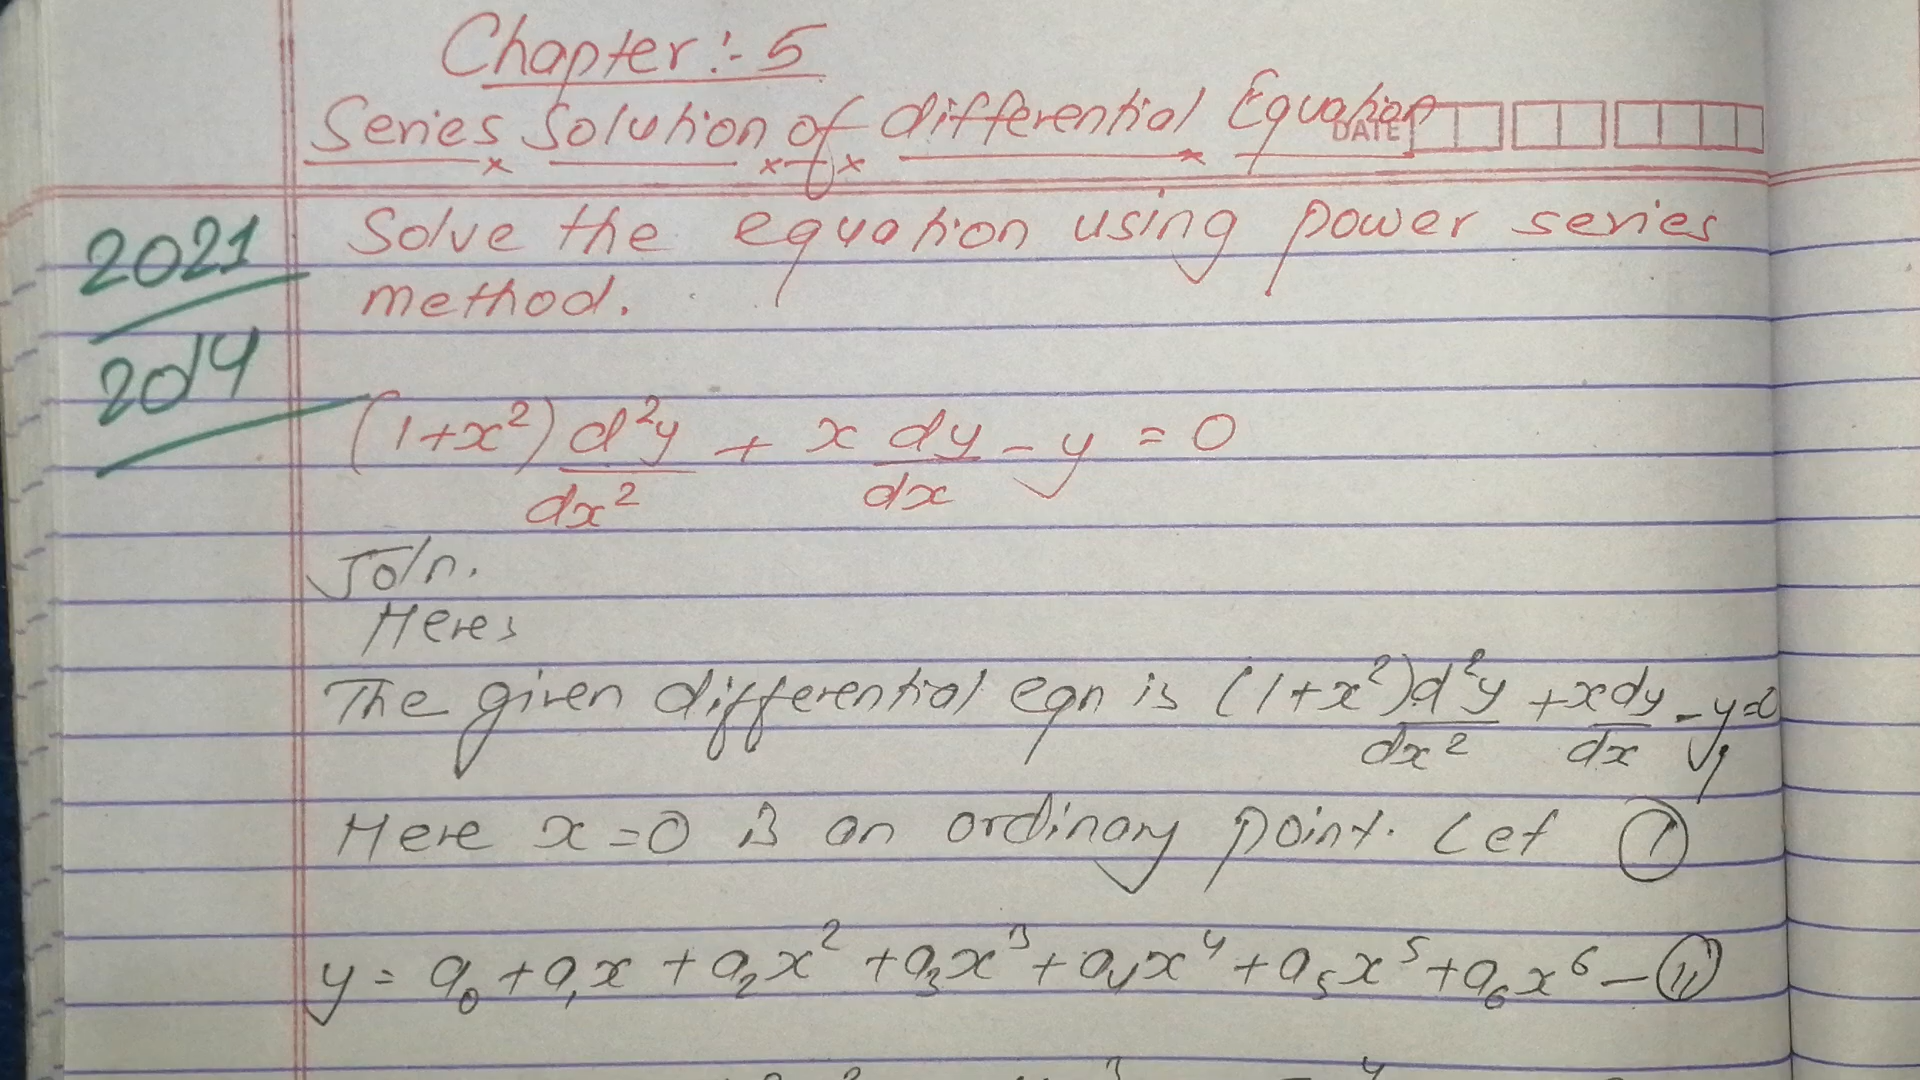 Chapter :- 5
Series Solution of differential Equation
DATE
2021
Solve the equation using power series
method.
2014
(1+x²) d²y/dx² + x dy/dx - y = 0
Soln.
Here,
The given differential eqn is (1+x²) d²y/dx² + x dy/dx - y = 0
Here x = 0 is an ordinary point. Let (I)
y = a₀ + a₁x + a₂x² + a₃x³ + a₄x⁴ + a₅x⁵ + a₆x⁶ - (II)